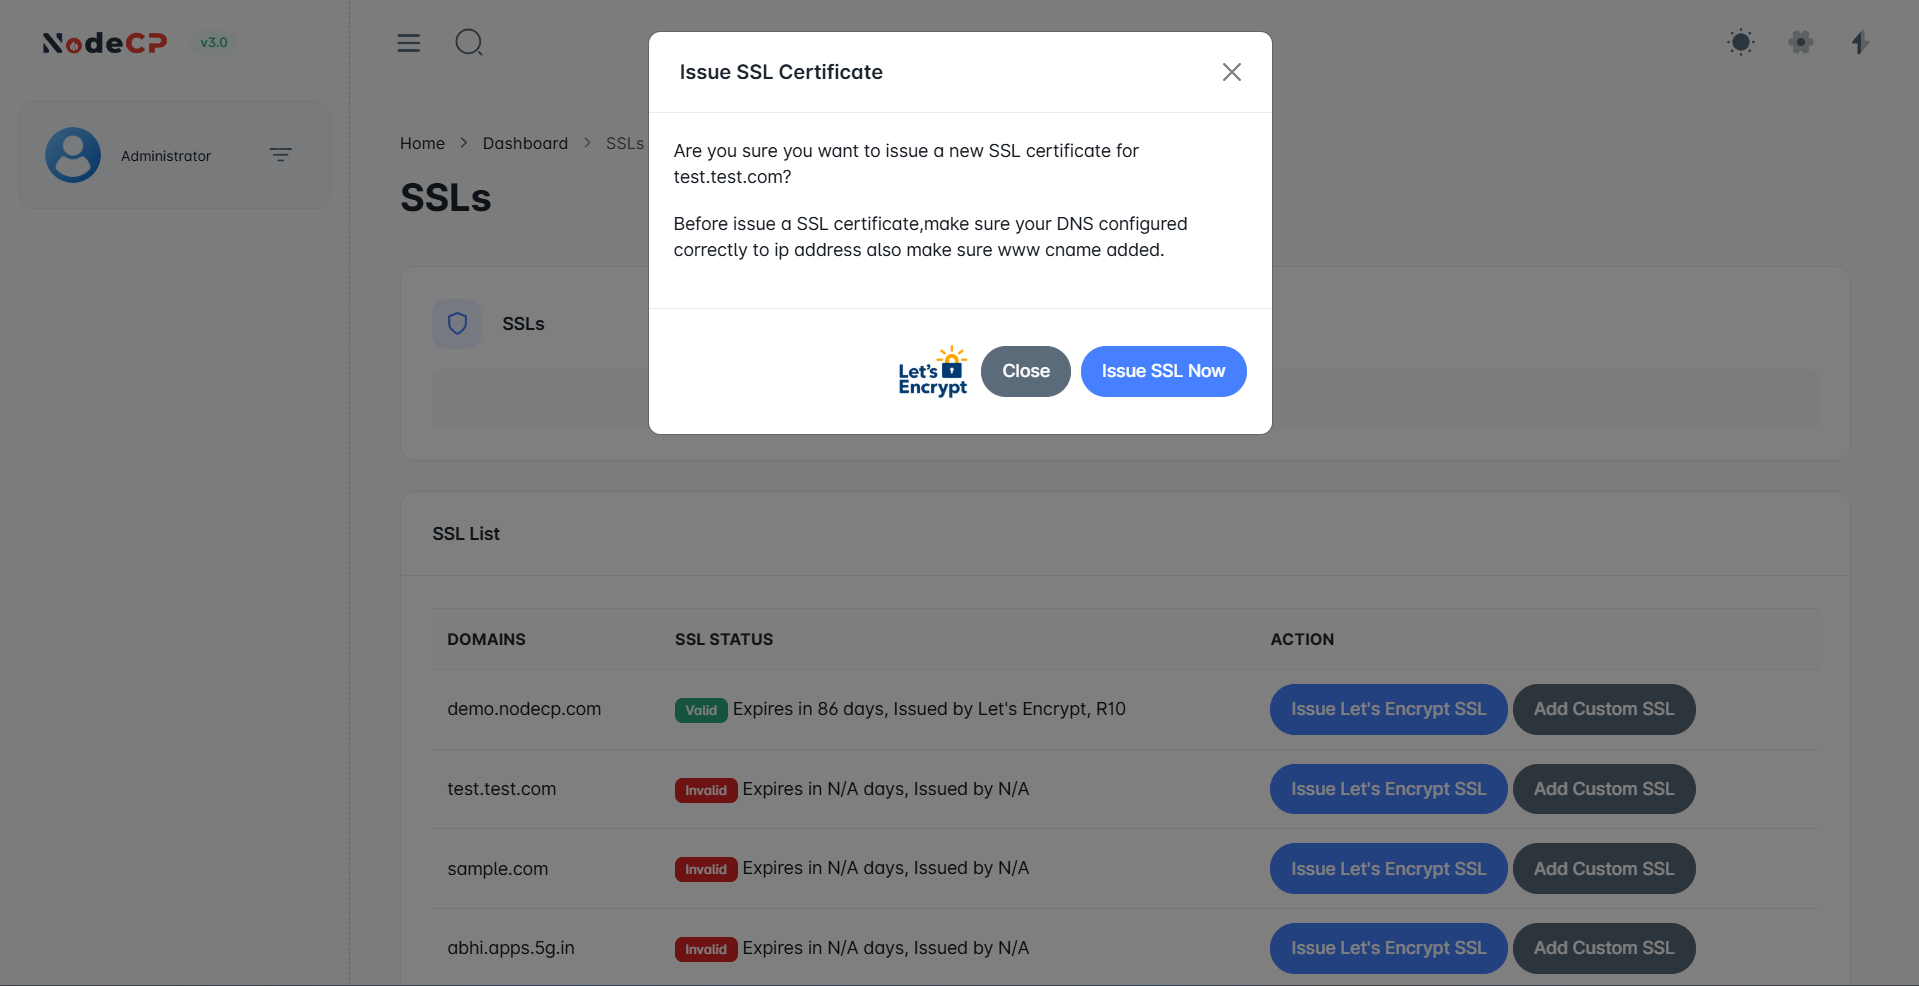 NodeCP v3.0
Administrator
Home > Dashboard > SSLs
SSLs
Issue SSL Certificate
Are you sure you want to issue a new SSL certificate for
test.test.com?
Before issue a SSL certificate,make sure your DNS configured
correctly to ip address also make sure www cname added.
Let's
Encrypt
Close
Issue SSL Now
SSLs
SSL List
DOMAINS SSL STATUS ACTION
demo.nodecp.com Valid Expires in 86 days, Issued by Let's Encrypt, R10 Issue Let's Encrypt SSL Add Custom SSL
test.test.com Invalid Expires in N/A days, Issued by N/A Issue Let's Encrypt SSL Add Custom SSL
sample.com Invalid Expires in N/A days, Issued by N/A Issue Let's Encrypt SSL Add Custom SSL
abhi.apps.5g.in Invalid Expires in N/A days, Issued by N/A Issue Let's Encrypt SSL Add Custom SSL